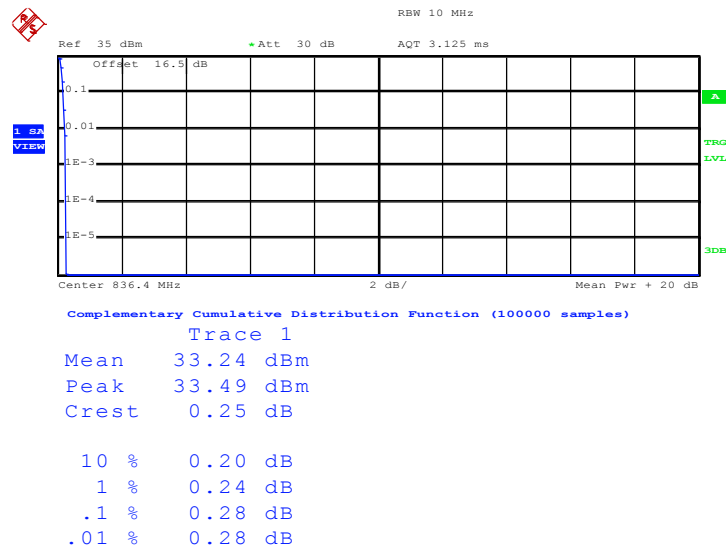 RBW 10 MHz
Ref 35 dBm *Att 30 dB AQT 3.125 ms
Offset 16.5 dB
0.1
A
0.01
1 SA
VIEW
TRG
LVL
1E-3
1E-4
1E-5
3DB
Center 836.4 MHz 2 dB/ Mean Pwr + 20 dB
Complementary Cumulative Distribution Function (100000 samples)
Trace 1
Mean 33.24 dBm
Peak 33.49 dBm
Crest 0.25 dB
10 % 0.20 dB
1 % 0.24 dB
.1 % 0.28 dB
.01 % 0.28 dB